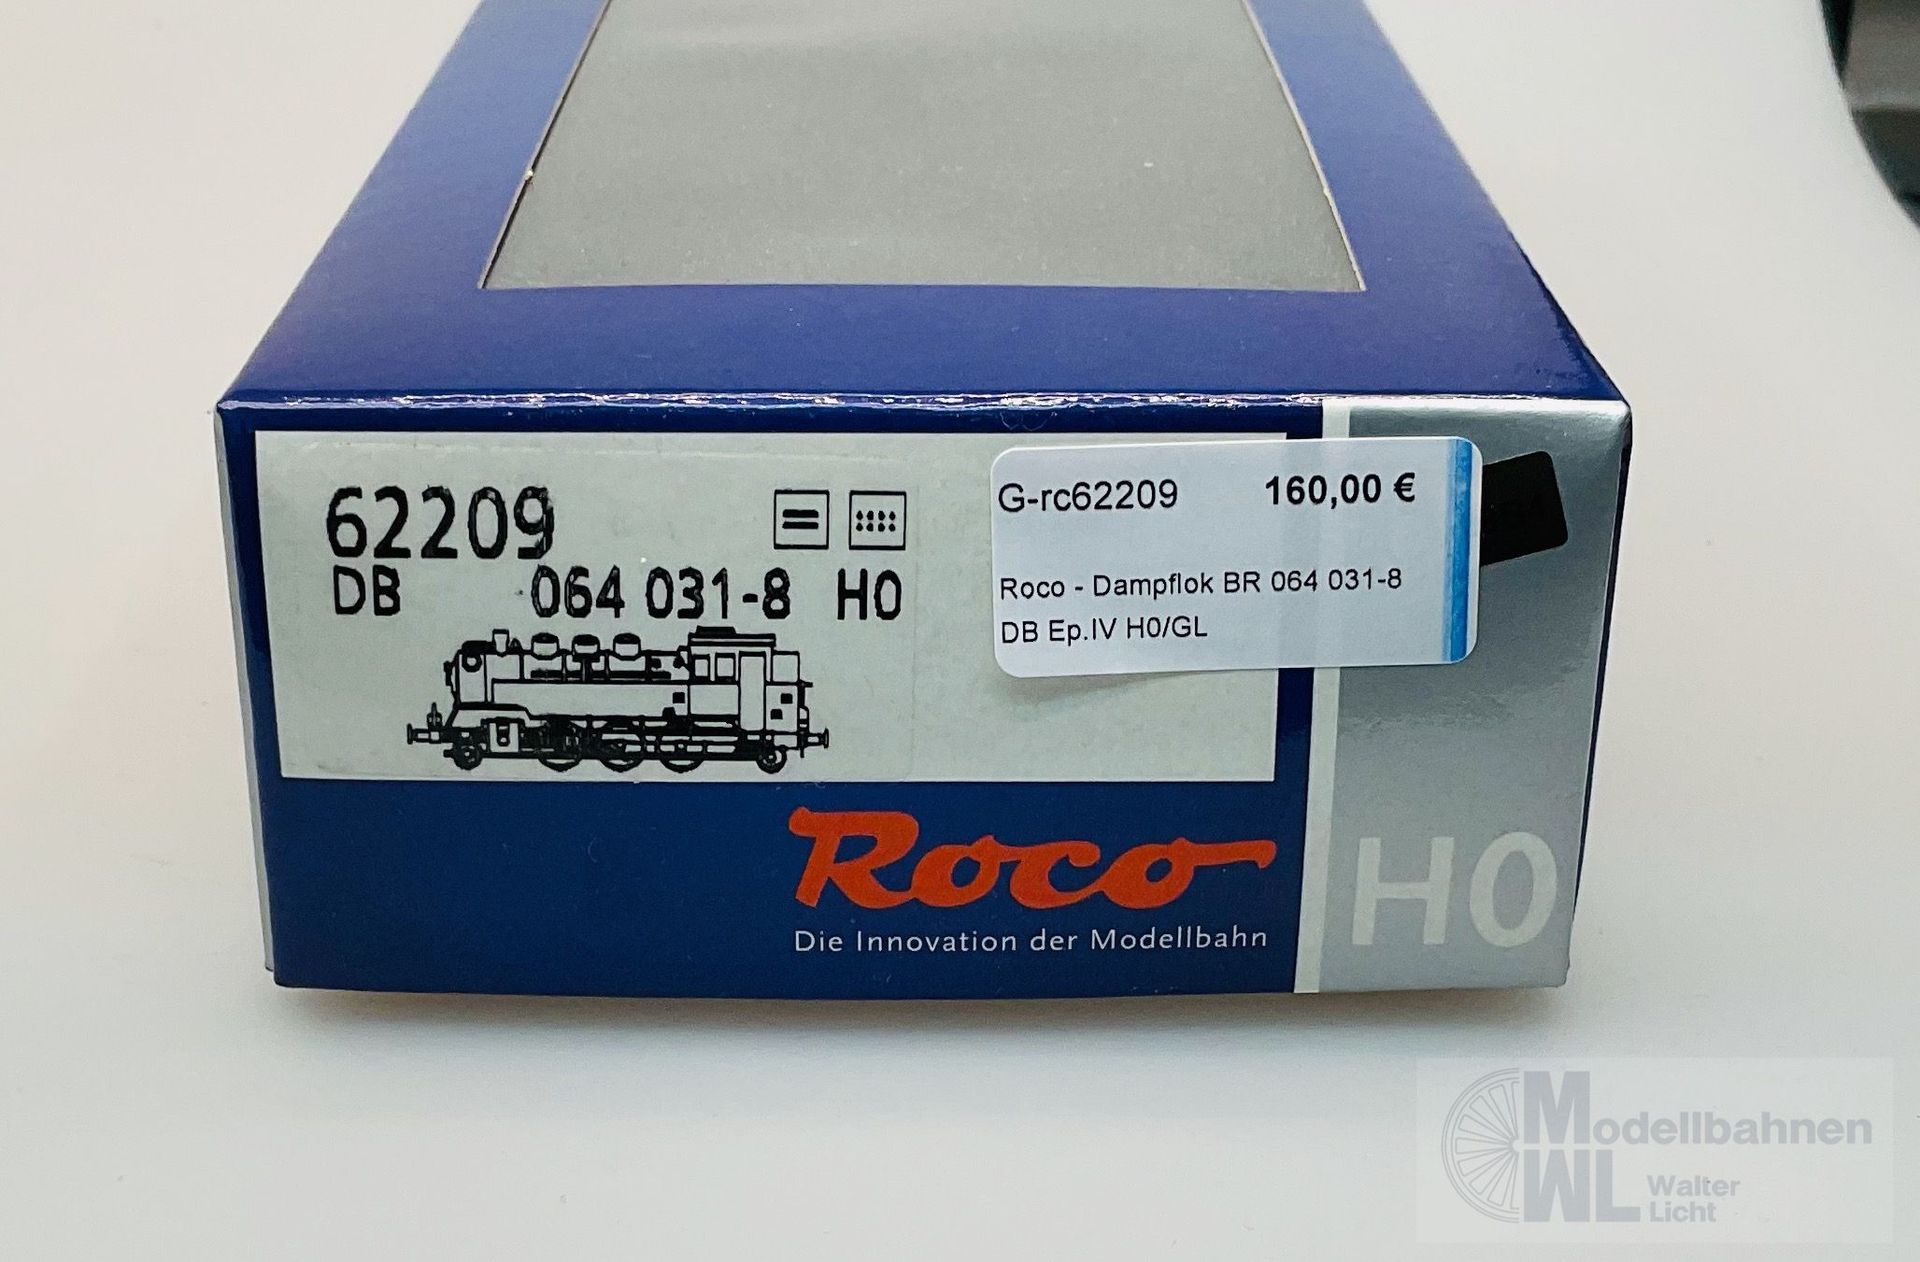 62209
DB 064 031-8 H0
G-rc62209 160,00 €
Roco - Dampflok BR 064 031-8
DB Ep.IV H0/GL
Roco
Die Innovation der Modellbahn
H0
Modellbahnen
WL Walter
Licht